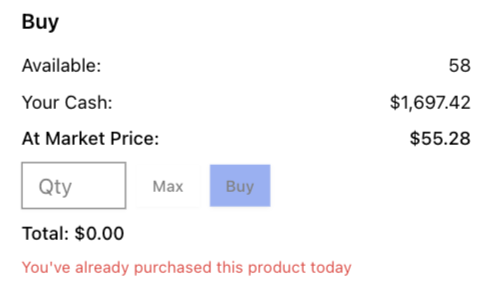 Buy
Available: 58
Your Cash: $1,697.42
At Market Price: $55.28
Qty Max Buy
Total: $0.00
You've already purchased this product today